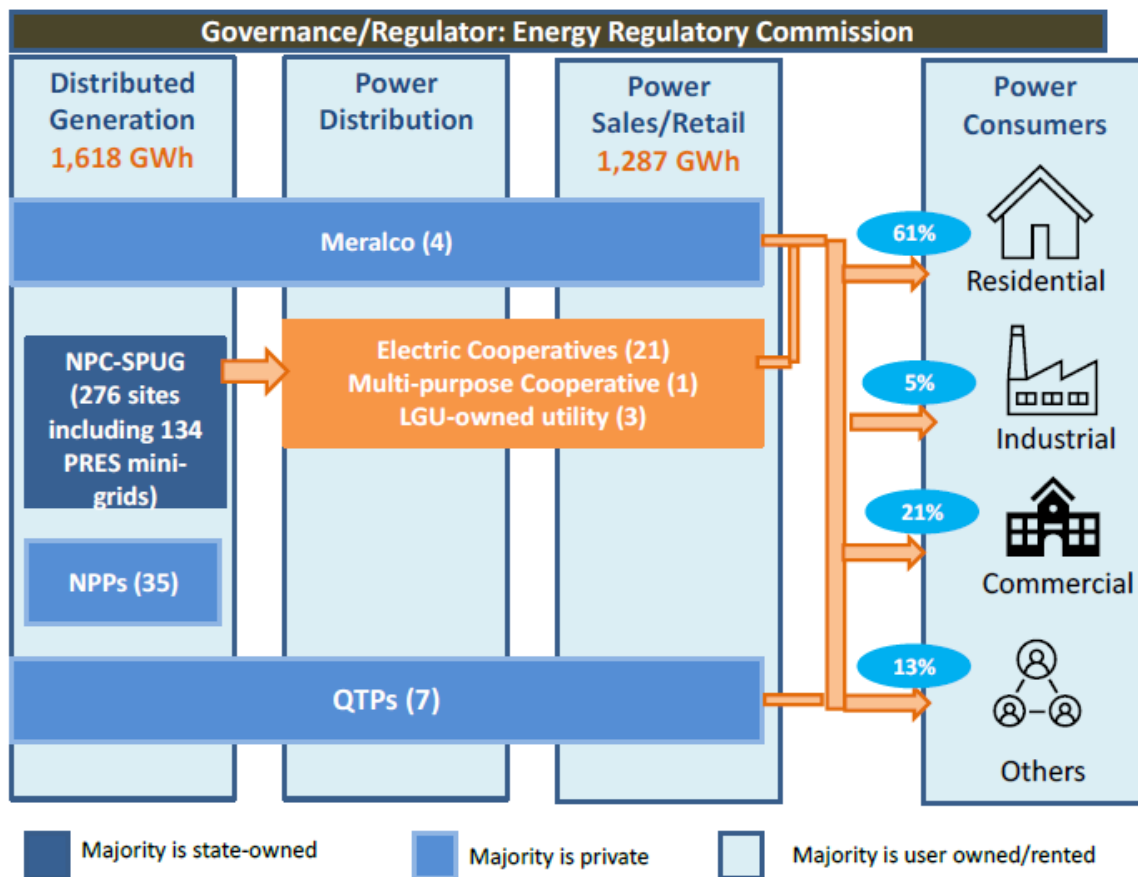 Governance/Regulator: Energy Regulatory Commission
Distributed
Generation
1,618 GWh
Power
Distribution
Power
Sales/Retail
1,287 GWh
Power
Consumers
Meralco (4)
61%
Residential
NPC-SPUG
(276 sites
including 134
PRES mini-
grids)
Electric Cooperatives (21)
Multi-purpose Cooperative (1)
LGU-owned utility (3)
5%
Industrial
21%
Commercial
NPPs (35)
QTPs (7)
13%
Others
Majority is state-owned
Majority is private
Majority is user owned/rented